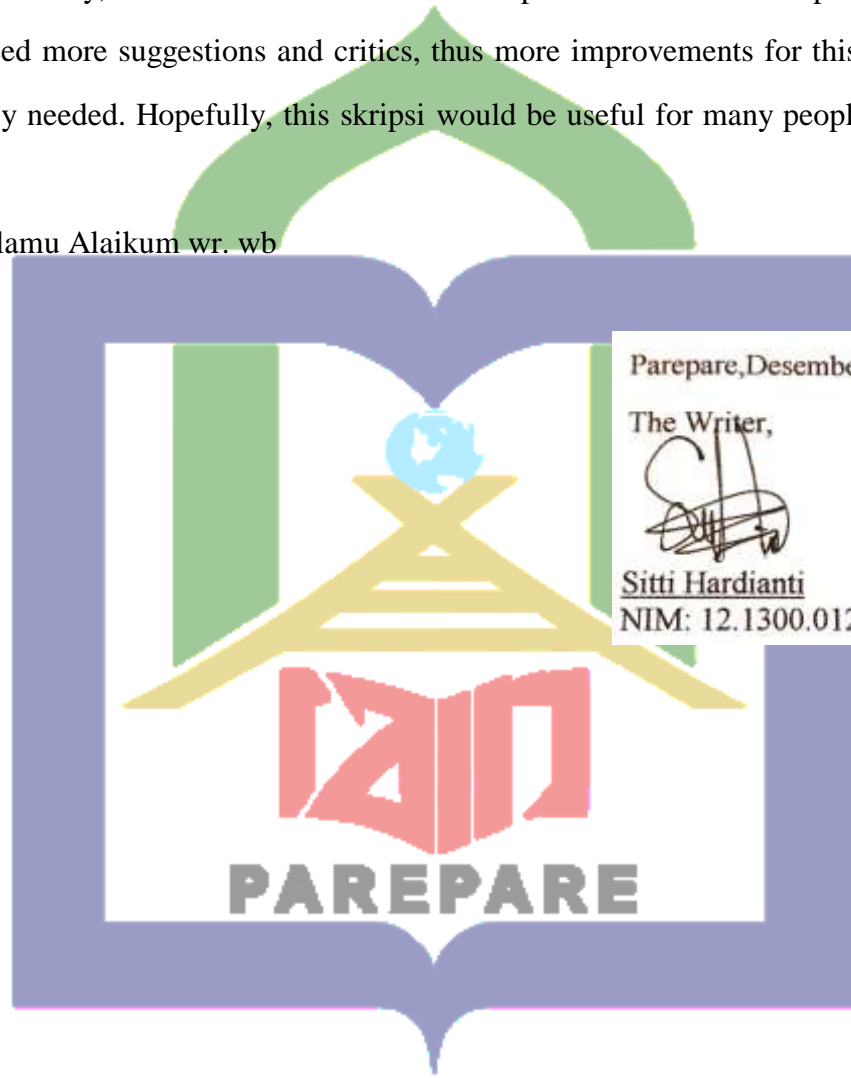 ed more suggestions and critics, thus more improvements for this
y needed. Hopefully, this skripsi would be useful for many peopl
lamu Alaikum wr. wb
Parepare,Desembe
The Writer,
Sitti Hardianti
NIM: 12.1300.012
iain
PAREPARE